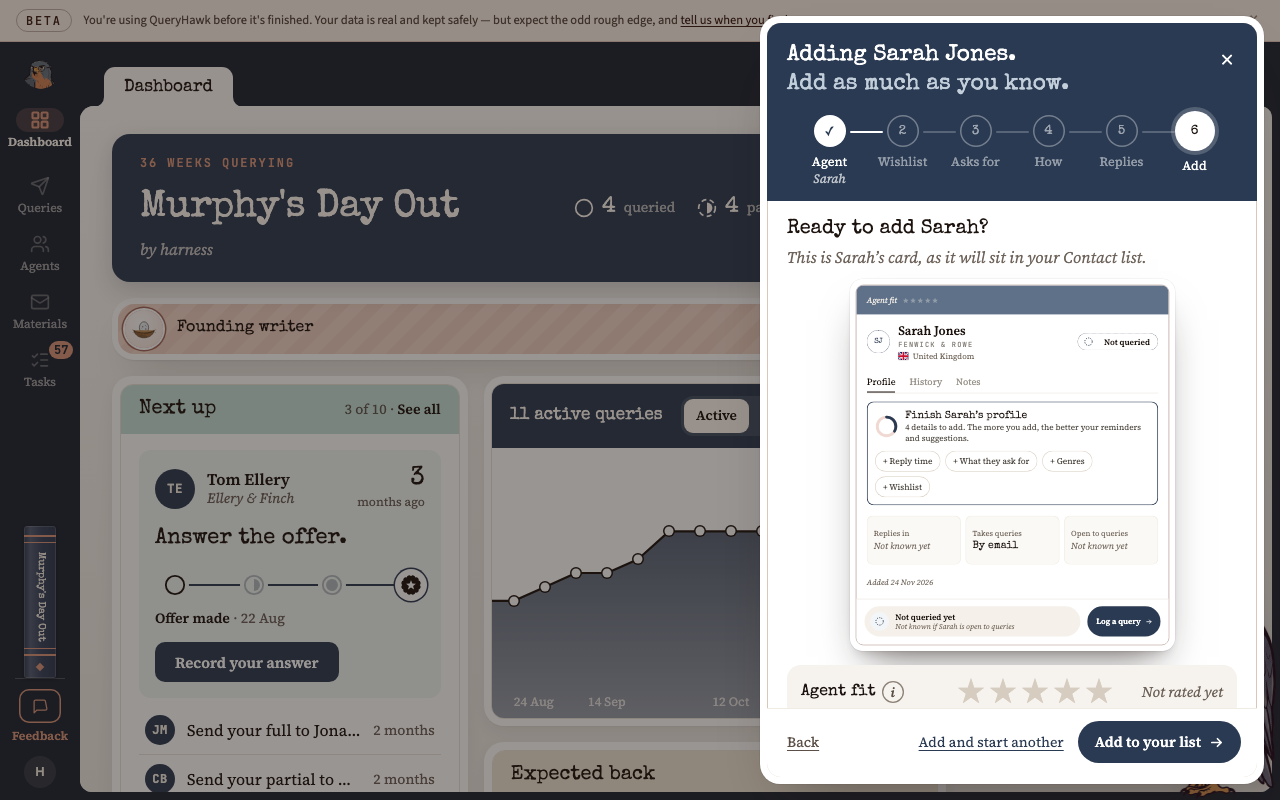 BETA
You're using QueryHawk before it's finished. Your data is real and kept safely — but expect the odd rough edge, and tell us when you
Dashboard
Dashboard
Queries
Agents
Materials
57
Tasks
Murphy's Day Out
Feedback
H
36 WEEKS QUERYING
Murphy's Day Out
by harness
4 queried
4
Founding writer
Next up
3 of 10 · See all
TE
Tom Ellery
Ellery & Finch
3
months ago
Answer the offer.
Offer made · 22 Aug
Record your answer
JM
Send your full to Jona...
2 months
CB
Send your partial to ...
2 months
11 active queries
Active
24 Aug
14 Sep
12 Oct
Expected back
Adding Sarah Jones.
Add as much as you know.
✓
2
3
4
5
6
Agent
Wishlist
Asks for
How
Replies
Add
Sarah
Ready to add Sarah?
This is Sarah's card, as it will sit in your Contact list.
Agent fit
SJ
Sarah Jones
FENWICK & ROWE
United Kingdom
Not queried
Profile
History
Notes
Finish Sarah's profile
4 details to add. The more you add, the better your reminders
and suggestions.
+ Reply time
+ What they ask for
+ Genres
+ Wishlist
Replies in
Not known yet
Takes queries
By email
Open to queries
Not known yet
Added 24 Nov 2026
Not queried yet
Not known if Sarah is open to queries
Log a query →
Agent fit
i
Not rated yet
Back
Add and start another
Add to your list →